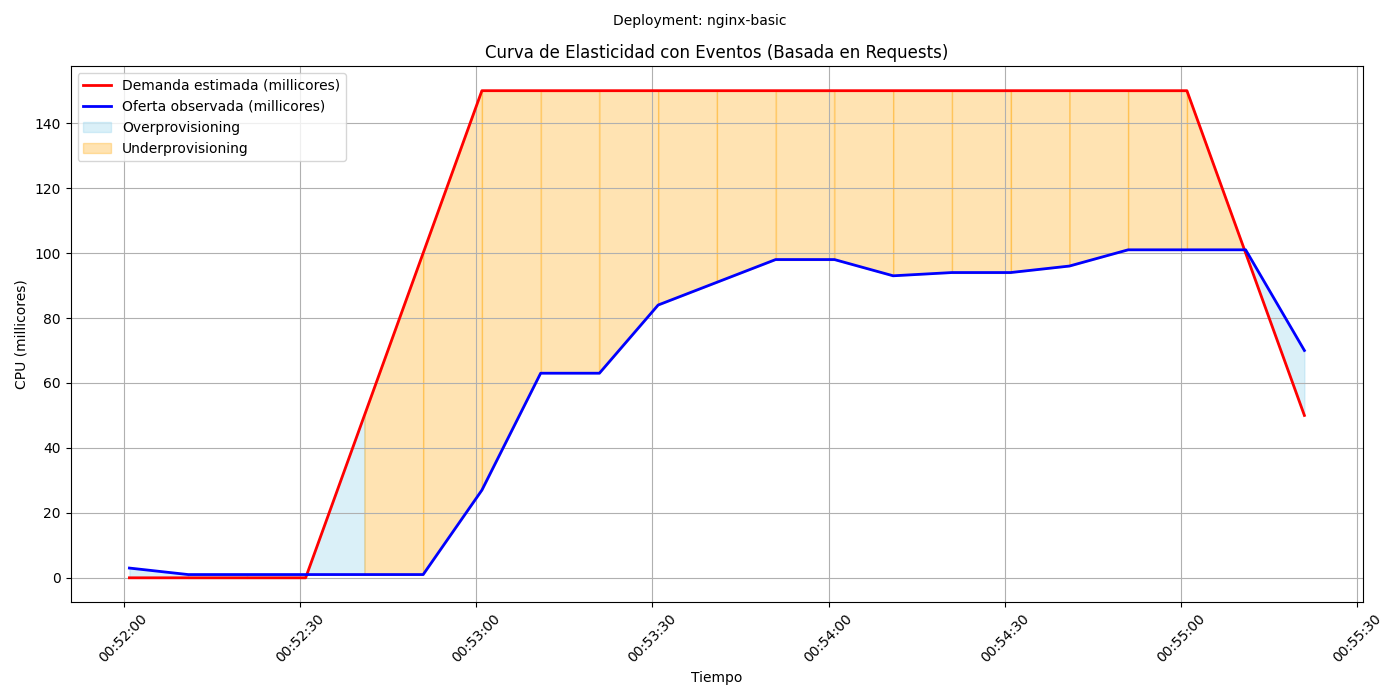 Deployment: nginx-basic
Curva de Elasticidad con Eventos (Basada en Requests)
Demanda estimada (millicores)
Oferta observada (millicores)
Overprovisioning
Underprovisioning
CPU (millicores)
140
120
100
80
60
40
20
0
00:52:00
00:52:30
00:53:00
00:53:30
00:54:00
00:54:30
00:55:00
00:55:30
Tiempo